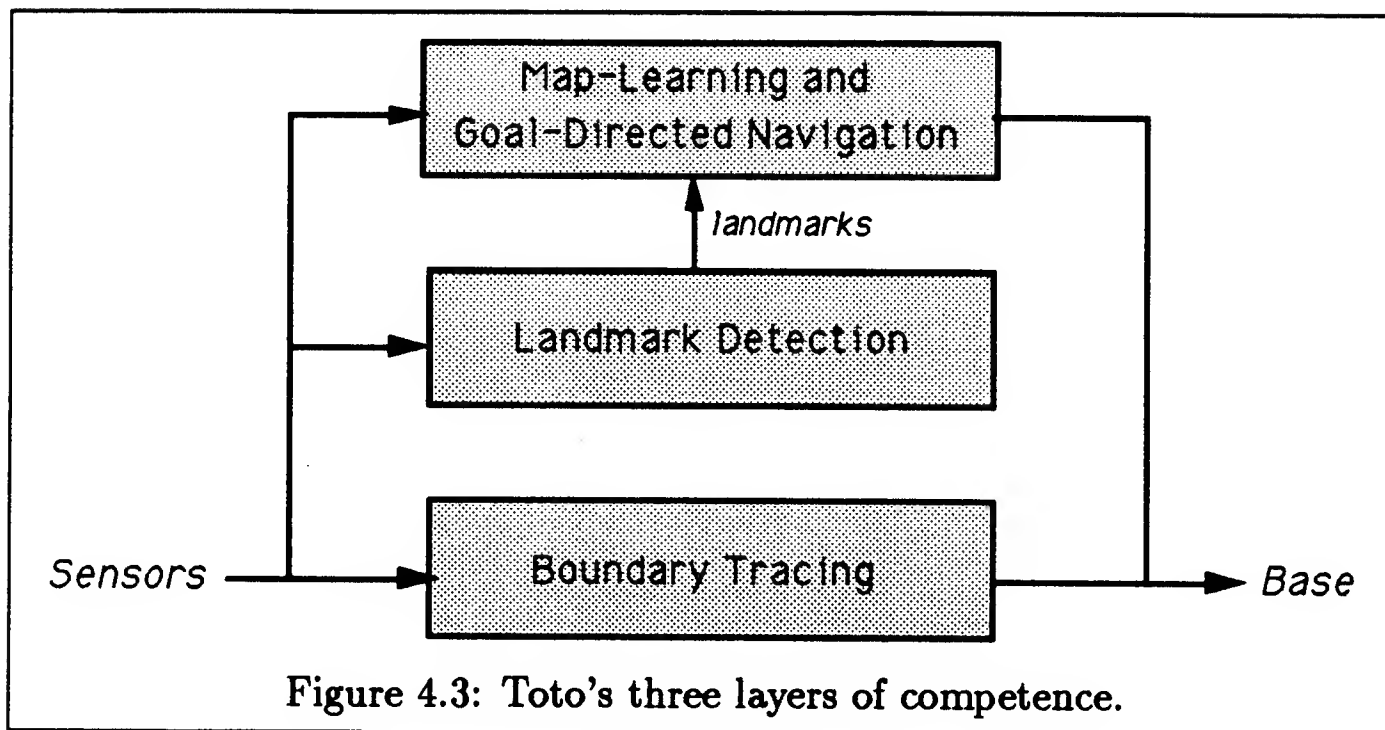 Map-Learning and
Goal-Directed Navigation
landmarks
Landmark Detection
Sensors
Boundary Tracing
Base
Figure 4.3: Toto's three layers of competence.